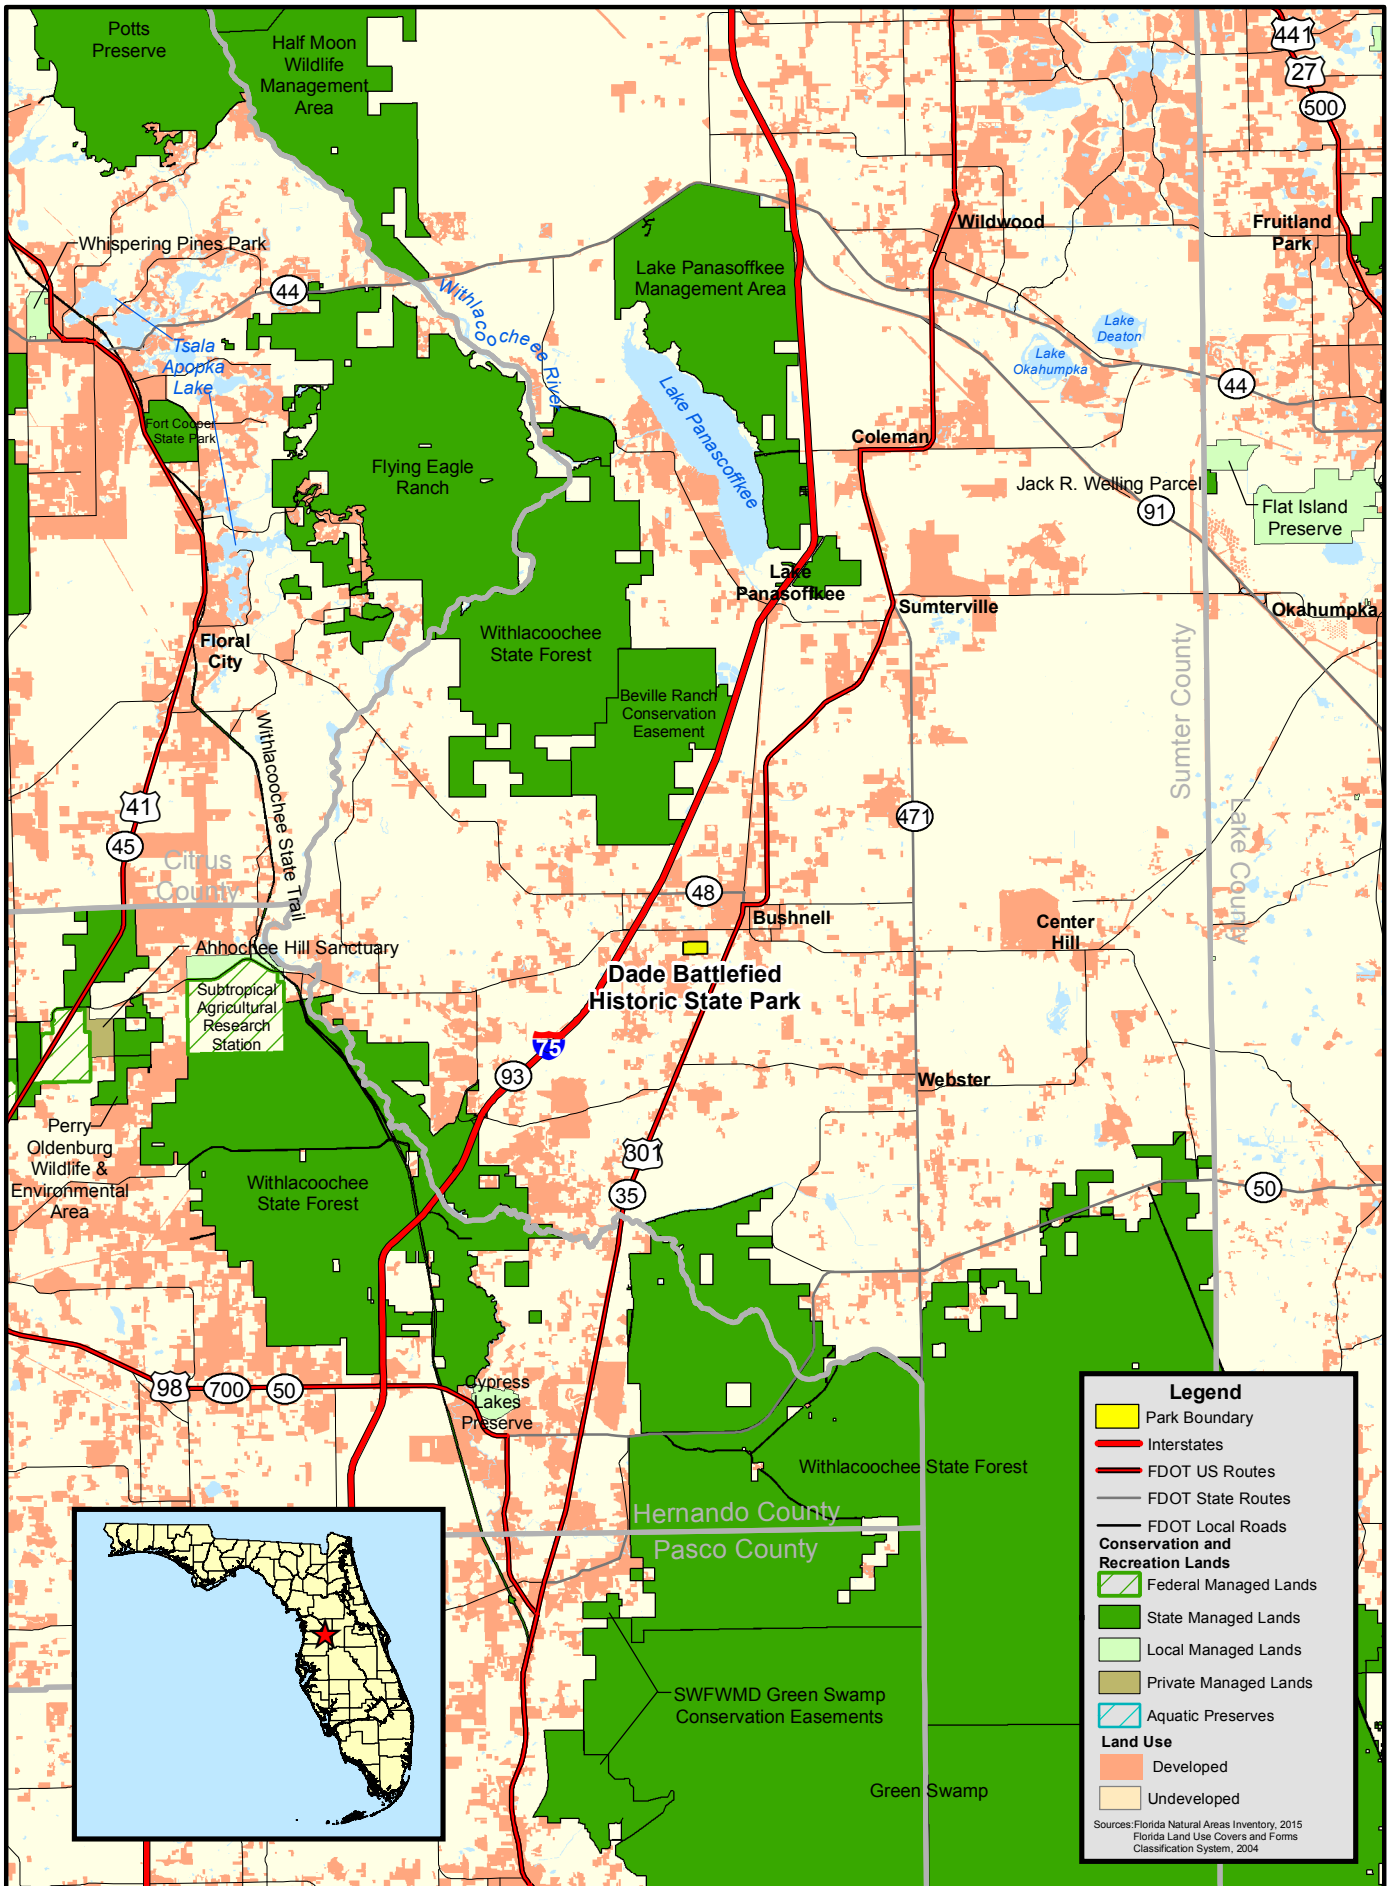 Potts
Preserve
Half Moon
Wildlife
Management
Area
441
27
500
Whispering Pines Park
Wildwood
Fruitland
Park
44
Withlacoochee River
Lake Panasoffkee
Management Area
Tsala
Apopka
Lake
Lake
Deaton
Lake
Okahumpka
44
Fort Cooper
State Park
Lake Panascoffkee
Coleman
Flying Eagle
Ranch
Jack R. Welling Parcel
91
Flat Island
Preserve
Lake
Panasoffkee
Sumterville
Okahumpka
Floral
City
Withlacoochee
State Forest
Sumter County
Lake County
Beville Ranch
Conservation
Easement
Withlacoochee State Trail
41
45
471
Citrus
County
48
Bushnell
Center
Hill
Ahhochee Hill Sanctuary
Dade Battlefied
Historic State Park
Subtropical
Agricultural
Research
Station
75
93
Webster
Perry
Oldenburg
Wildlife &
Environmental
Area
301
35
Withlacoochee
State Forest
50
98
700
50
Cypress
Lakes
Preserve
Withlacoochee State Forest
Hernando County
Pasco County
SWFWMD Green Swamp
Conservation Easements
Green Swamp
Legend
Park Boundary
Interstates
FDOT US Routes
FDOT State Routes
FDOT Local Roads
Conservation and
Recreation Lands
Federal Managed Lands
State Managed Lands
Local Managed Lands
Private Managed Lands
Aquatic Preserves
Land Use
Developed
Undeveloped
Sources:Florida Natural Areas Inventory, 2015
Florida Land Use Covers and Forms
Classification System, 2004